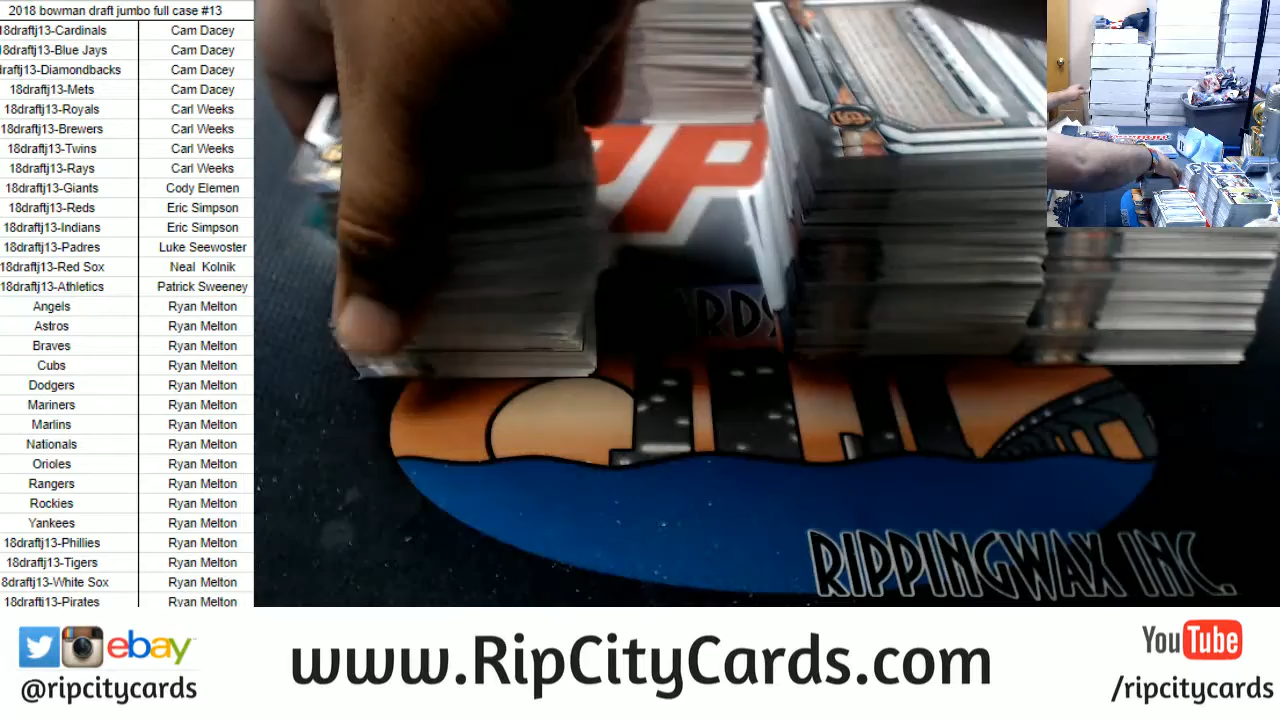 2018 bowman draft jumbo full case #13
18draftj13-Cardinals Cam Dacey
18draftj13-Blue Jays Cam Dacey
draftj13-Diamondbacks Cam Dacey
18draftj13-Mets Cam Dacey
18draftj13-Royals Carl Weeks
18draftj13-Brewers Carl Weeks
18draftj13-Twins Carl Weeks
18draftj13-Rays Carl Weeks
18draftj13-Giants Cody Elemen
18draftj13-Reds Eric Simpson
18draftj13-Indians Eric Simpson
18draftj13-Padres Luke Seewoster
18draftj13-Red Sox Neal Kolnik
18draftj13-Athletics Patrick Sweeney
Angels Ryan Melton
Astros Ryan Melton
Braves Ryan Melton
Cubs Ryan Melton
Dodgers Ryan Melton
Mariners Ryan Melton
Marlins Ryan Melton
Nationals Ryan Melton
Orioles Ryan Melton
Rangers Ryan Melton
Rockies Ryan Melton
Yankees Ryan Melton
18draftj13-Phillies Ryan Melton
18draftj13-Tigers Ryan Melton
8draftj13-White Sox Ryan Melton
18draftj13-Pirates Ryan Melton
RIPPINGWAX INC.
ebay
@ripcitycards
www.RipCityCards.com
YouTube
/ripcitycards